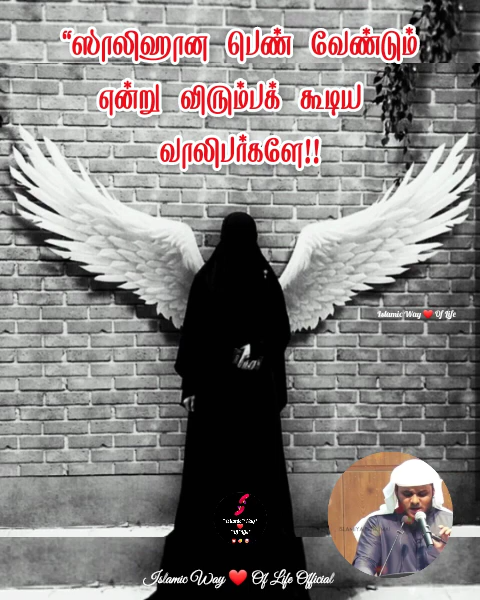 “ஸாலிஹான பெண் வேண்டும்
என்று விரும்பக் கூடிய
வாலிபர்களே!!
Islamic Way ❤️ Of Life
Islamic Way ❤️ Of Life Official